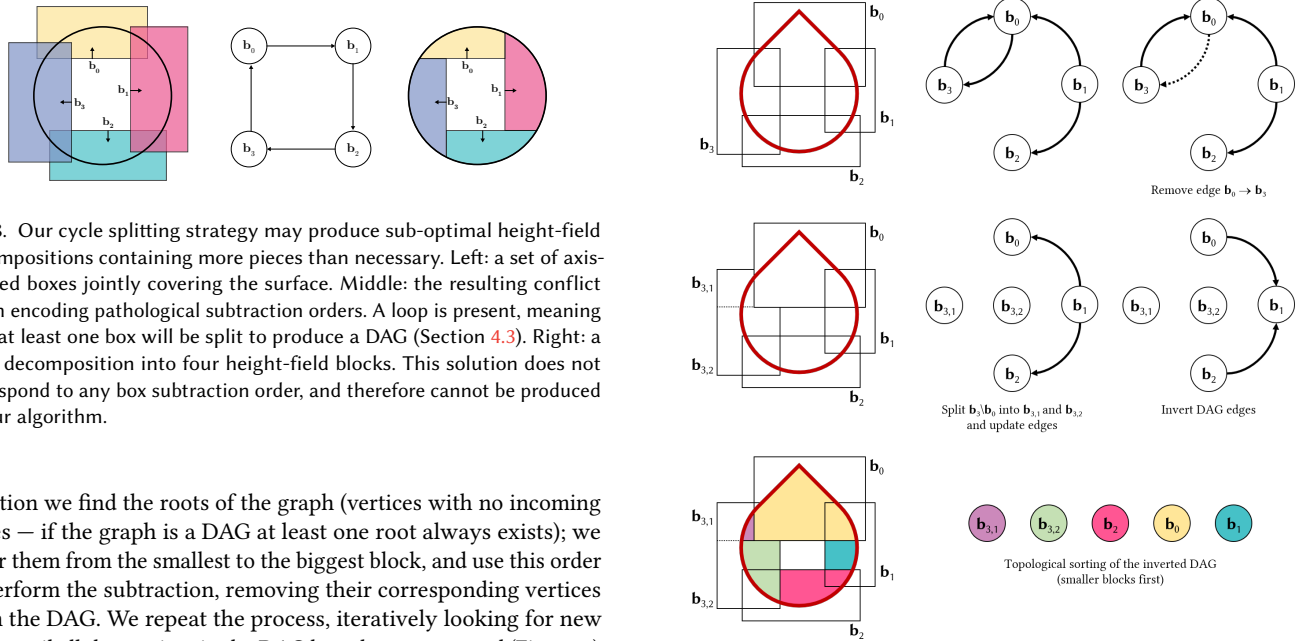 b0
b1
b2
b3
b0
b1
b2
b3
b0
b1
b2
b3
Our cycle splitting strategy may produce sub-optimal height-field
containing more pieces than necessary. Left: a set of axis-
boxes jointly covering the surface. Middle: the resulting conflict
encoding pathological subtraction orders. A loop is present, meaning
at least one box will be split to produce a DAG (Section 4.3). Right: a
decomposition into four height-field blocks. This solution does not
to any box subtraction order, and therefore cannot be produced
algorithm.
we find the roots of the graph (vertices with no incoming
— if the graph is a DAG at least one root always exists); we
them from the smallest to the biggest block, and use this order
the subtraction, removing their corresponding vertices
the DAG. We repeat the process, iteratively looking for new
b0
b1
b2
b3
b0
b3
b1
b2
b0
b3
b1
b2
Remove edge b0 → b3
b0
b3,1
b1
b3,2
b2
b0
b3,1
b3,2
b1
b2
b0
b3,1
b3,2
b1
b2
Split b3\b0 into b3,1 and b3,2
and update edges
Invert DAG edges
b0
b3,1
b1
b3,2
b2
b3,1
b3,2
b2
b0
b1
Topological sorting of the inverted DAG
(smaller blocks first)